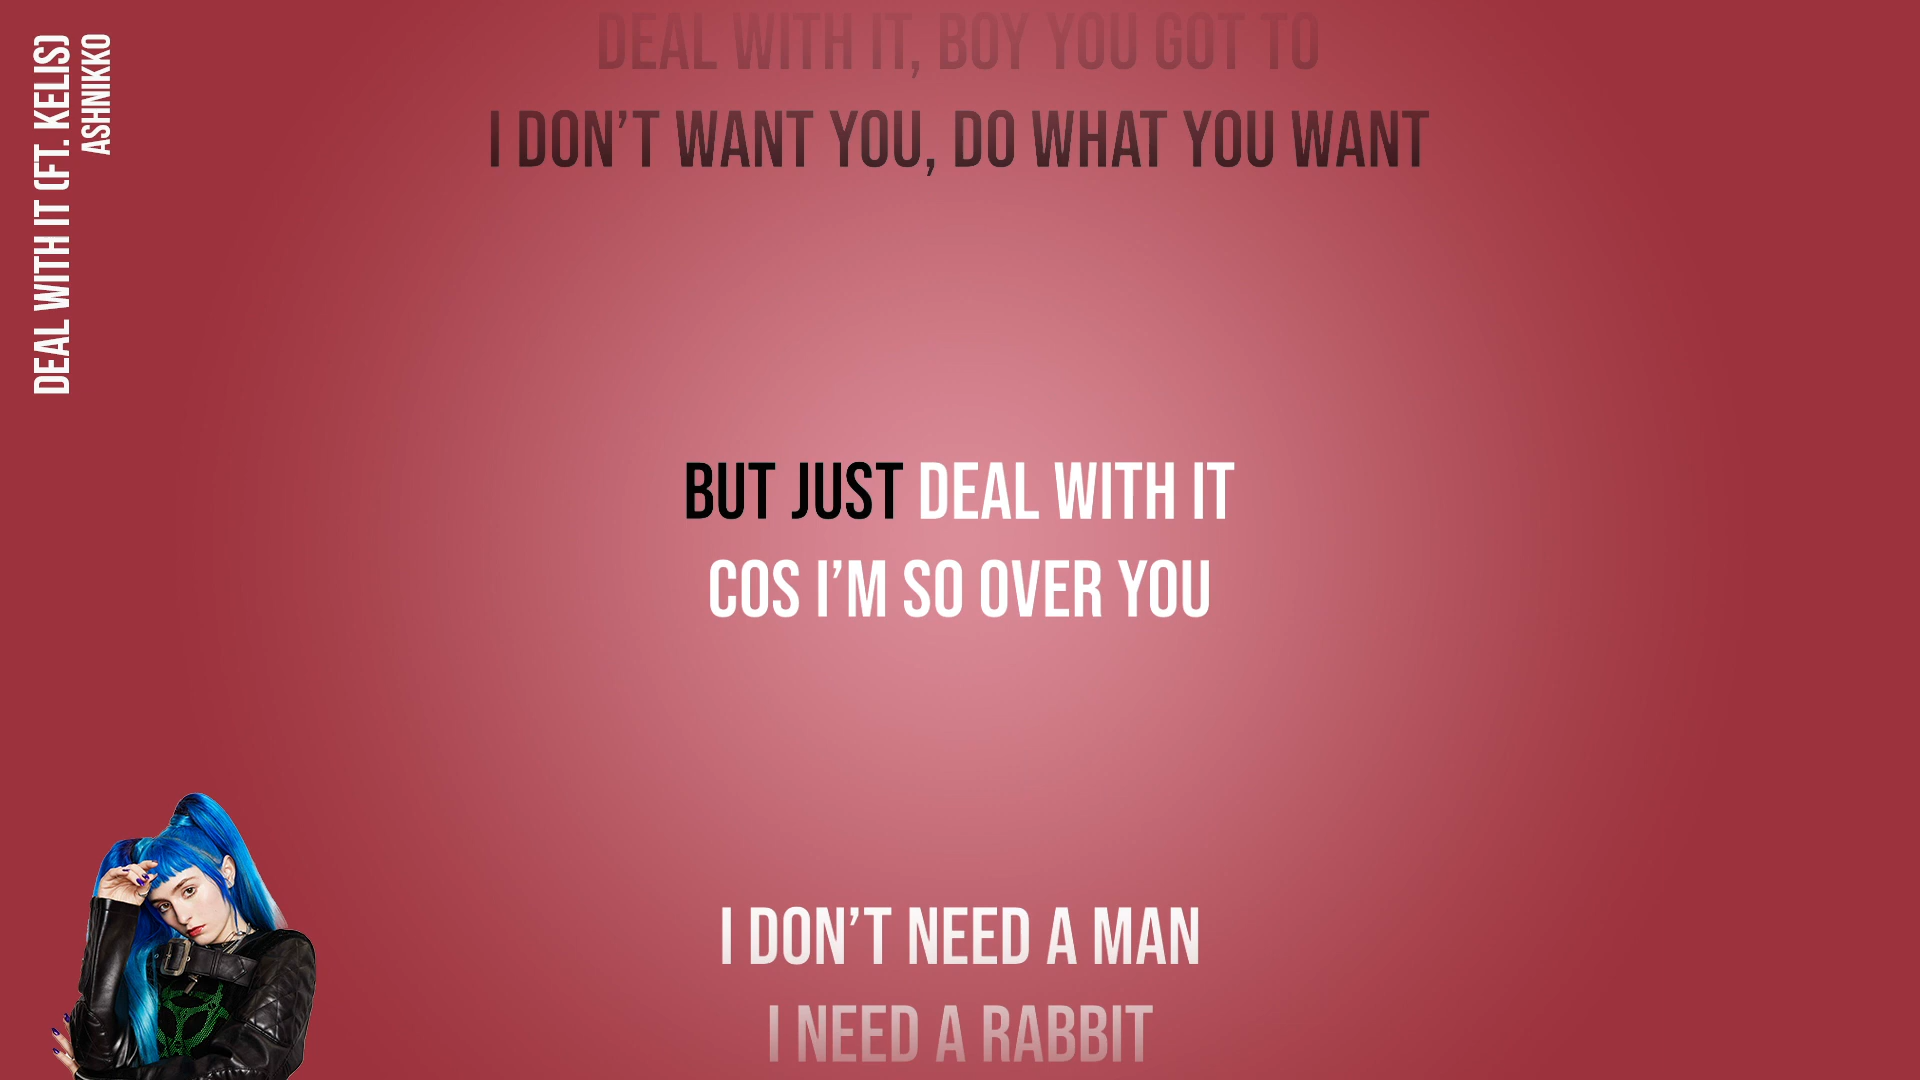 DEAL WITH IT (FT. KELIS)
ASHNIKKO
DEAL WITH IT, BOY YOU GOT TO
I DON’T WANT YOU, DO WHAT YOU WANT
BUT JUST DEAL WITH IT
COS I’M SO OVER YOU
I DON’T NEED A MAN
I NEED A RABBIT